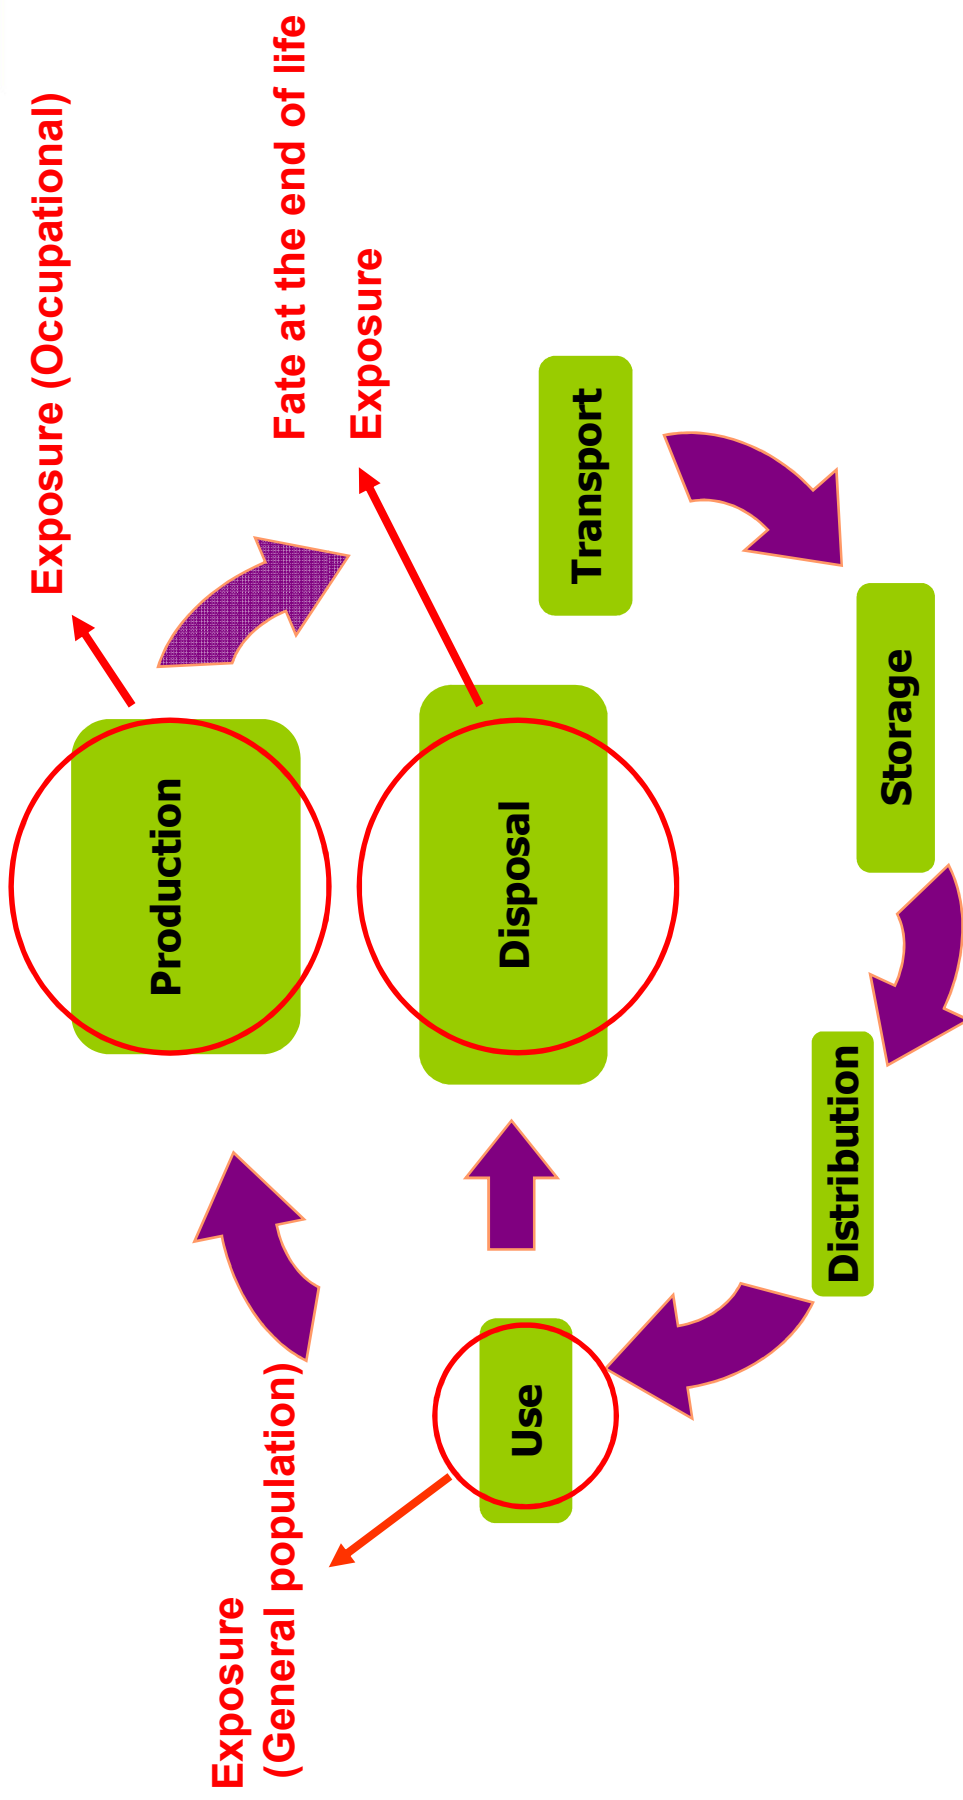 Exposure (Occupational)
Production
Fate at the end of life
Exposure
Exposure
(General population)
Disposal
Transport
Use
Storage
Distribution